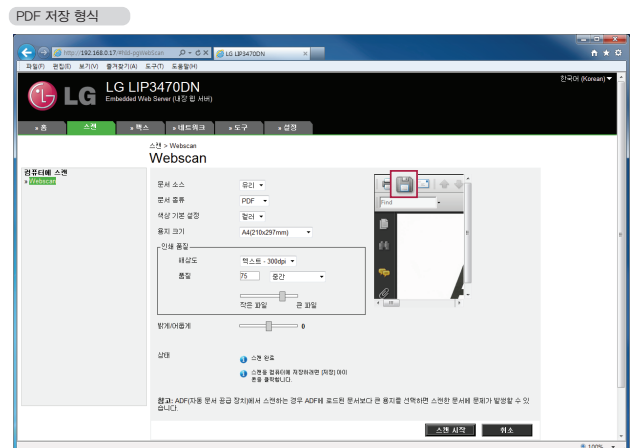 PDF 저장 형식
http://192.168.0.17/#hId-pgWebScan
LG LIP3470DN
파일(F) 편집(E) 보기(V) 즐겨찾기(A) 도구(T) 도움말(H)
한국어 (Korean)
LG
LG LIP3470DN
Embedded Web Server (내장 웹 서버)
» 홈 스캔 » 팩스 » 네트워크 » 도구 » 설정
스캔 > Webscan
Webscan
컴퓨터에 스캔
» Webscan
문서 소스 유리
문서 종류 PDF
색상 기본 설정 컬러
용지 크기 A4(210x297mm)
인쇄 품질
해상도 텍스트 - 300dpi
품질 75 중간
작은 파일 큰 파일
밝게/어둡게 0
Find
상태
스캔 완료
스캔을 컴퓨터에 저장하려면 [저장] 아이
콘을 클릭합니다.
참고: ADF(자동 문서 공급 장치)에서 스캔하는 경우 ADF에 로드된 문서보다 큰 용지를 선택하면 스캔한 문서에 문제가 발생할 수 있
습니다.
스캔 시작 취소
100%